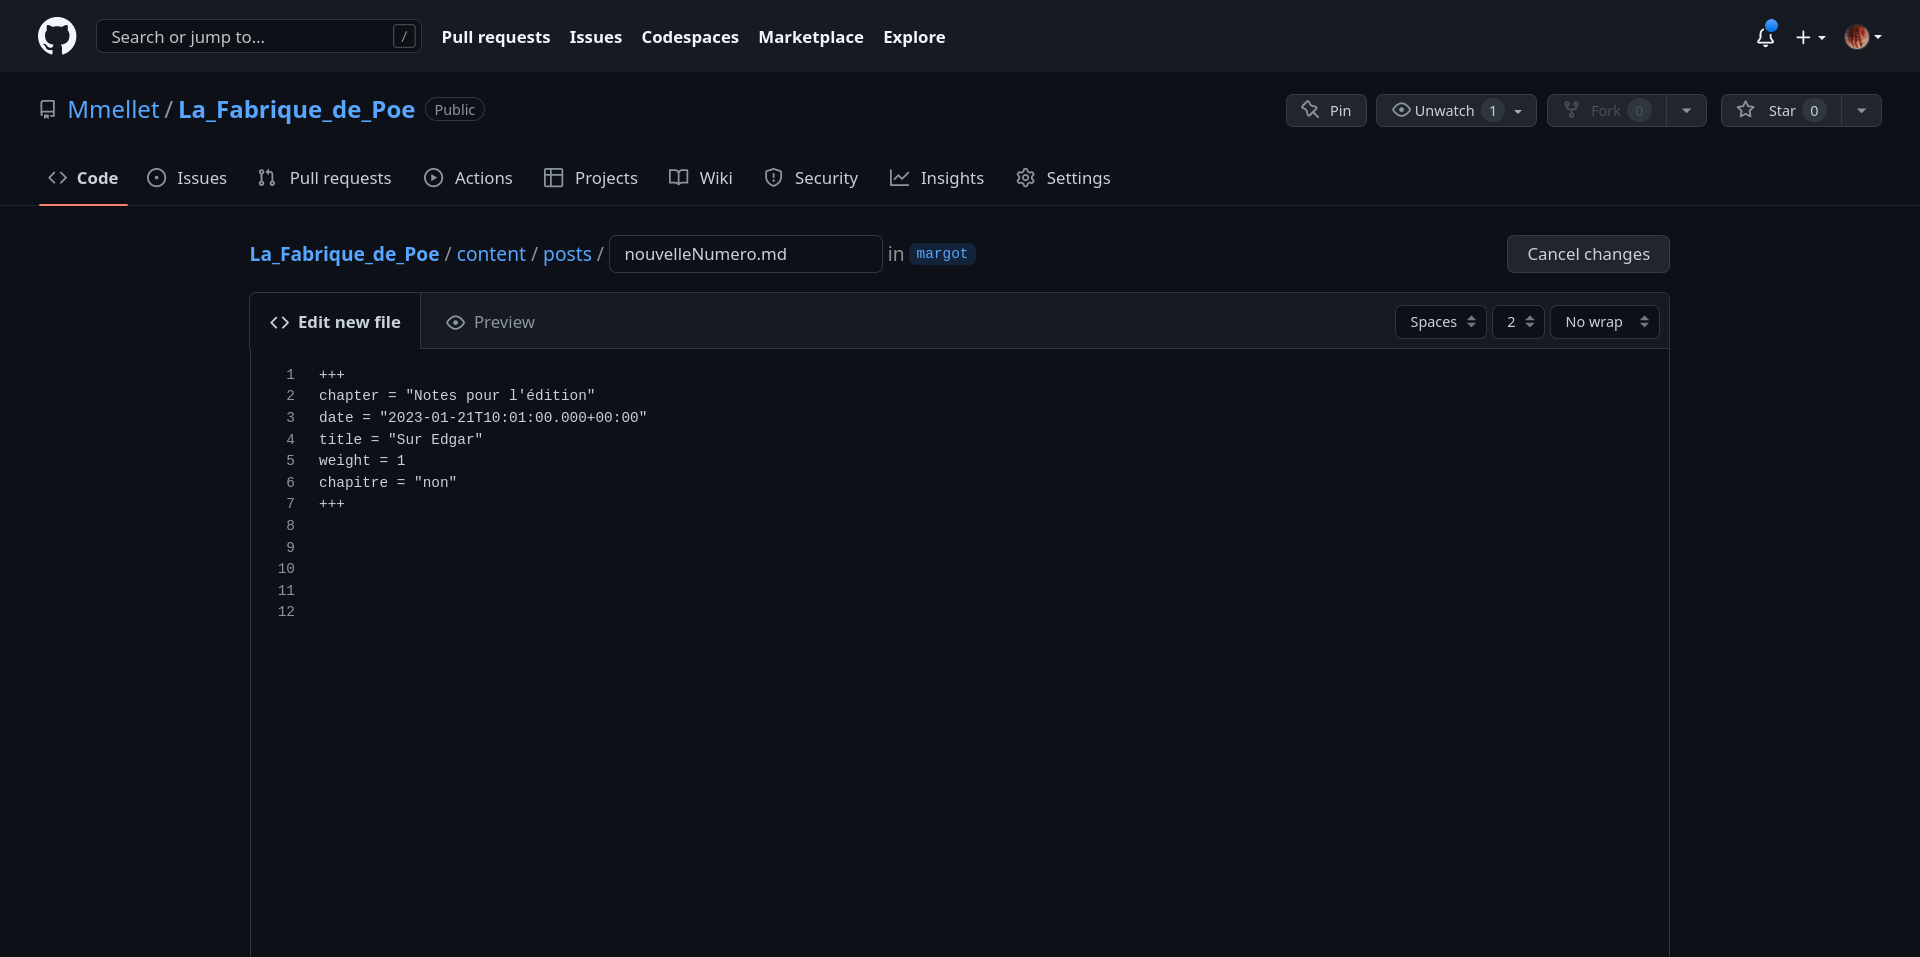 Search or jump to... / Pull requests Issues Codespaces Marketplace Explore
Mmellet / La_Fabrique_de_Poe Public Pin Unwatch 1 Fork 0 Star 0
Code Issues Pull requests Actions Projects Wiki Security Insights Settings
La_Fabrique_de_Poe / content / posts / nouvelleNumero.md in margot Cancel changes
Edit new file Preview Spaces 2 No wrap
1 +++
2 chapter = "Notes pour l'édition"
3 date = "2023-01-21T10:01:00.000+00:00"
4 title = "Sur Edgar"
5 weight = 1
6 chapitre = "non"
7 +++
8
9
10
11
12